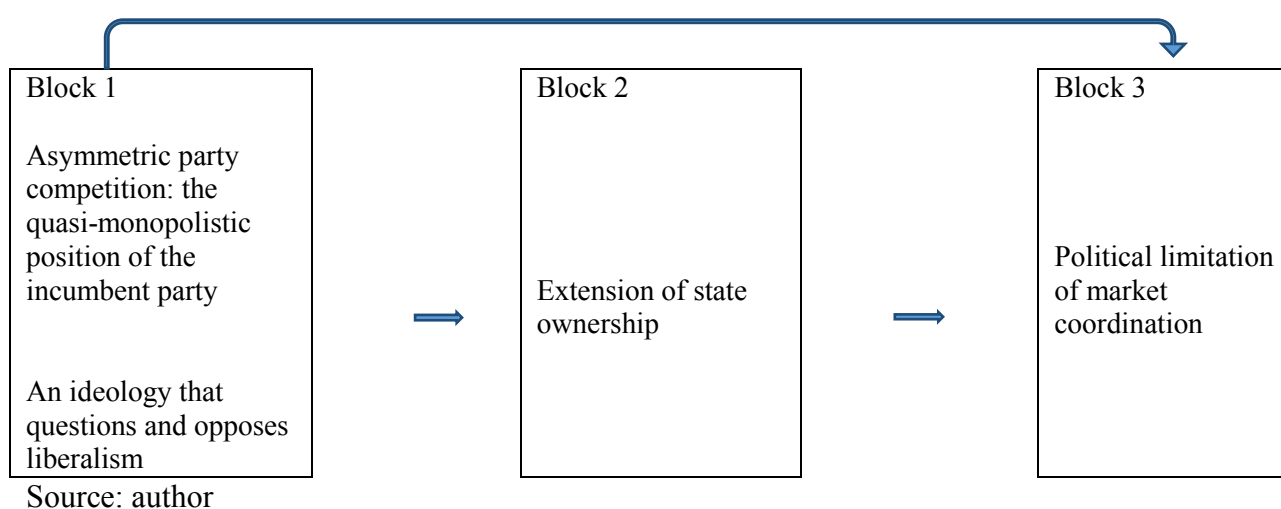 Block 1
Asymmetric party
competition: the
quasi-monopolistic
position of the
incumbent party
An ideology that
questions and opposes
liberalism
Block 2
Extension of state
ownership
Block 3
Political limitation
of market
coordination
Source: author